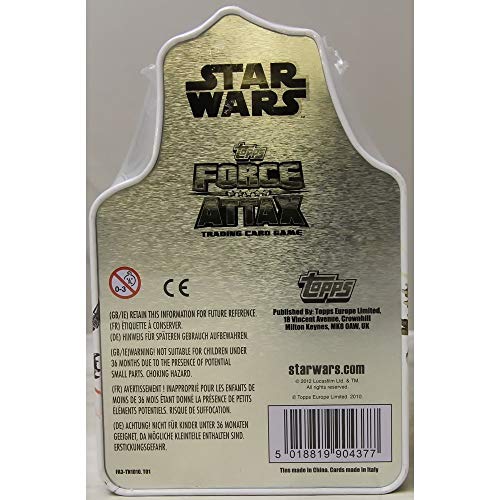 STAR
WARS
Topps
FORCE
ATTAX
TRADING CARD GAME
0-3
CE
Topps
Published By: Topps Europe Limited,
18 Vincent Avenue, Crownhill
Milton Keynes, MK8 0AW, UK
(GB/IE) RETAIN THIS INFORMATION FOR FUTURE REFERENCE.
(FR) ÉTIQUETTE À CONSERVER.
(DE) HINWEIS FÜR SPÄTEREN GEBRAUCH AUFBEWAHREN.
(GB/IE)WARNING! NOT SUITABLE FOR CHILDREN UNDER
36 MONTHS DUE TO THE PRESENCE OF POTENTIAL
SMALL PARTS. CHOKING HAZARD.
(FR) AVERTISSEMENT ! INAPPROPRIÉ POUR LES ENFANTS DE
MOINS DE 36 MOIS ÉTANT DONNÉ LA PRÉSENCE DE PETITS
ELÉMENTS POTENTIELS. RISQUE DE SUFFOCATION.
(DE) ACHTUNG! NICHT FÜR KINDER UNTER 36 MONATEN
GEEIGNET, DA MÖGLICHE KLEINTEILE ENTHALTEN SIND.
ERSTICKUNGSGEFAHR.
FA3-TN1010, T01
starwars.com
© 2012 Lucasfilm Ltd. & TM.
All rights reserved.
© Topps Europe Limited. 2010.
5 018819 904377
Tins made in China. Cards made in Italy